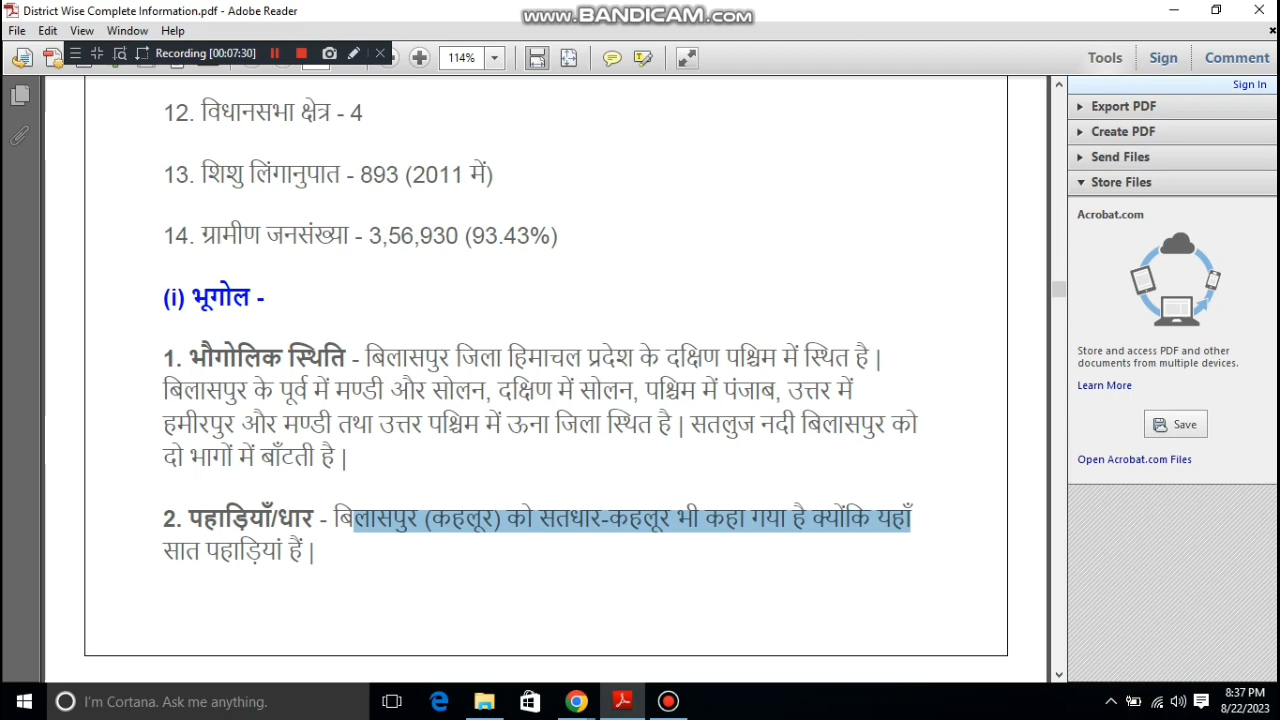 District Wise Complete Information.pdf - Adobe Reader
www.BANDICAM.com
File Edit View Window Help
Recording [00:07:30]
114%
Tools Sign Comment
Sign In
Export PDF
Create PDF
Send Files
Store Files
Acrobat.com
Store and access PDF and other
documents from multiple devices.
Learn More
Save
Open Acrobat.com Files
12. विधानसभा क्षेत्र - 4
13. शिशु लिंगानुपात - 893 (2011 में)
14. ग्रामीण जनसंख्या - 3,56,930 (93.43%)
(i) भूगोल -
1. भौगोलिक स्थिति - बिलासपुर जिला हिमाचल प्रदेश के दक्षिण पश्चिम में स्थित है |
बिलासपुर के पूर्व में मण्डी और सोलन, दक्षिण में सोलन, पश्चिम में पंजाब, उत्तर में
हमीरपुर और मण्डी तथा उत्तर पश्चिम में ऊना जिला स्थित है | सतलुज नदी बिलासपुर को
दो भागों में बाँटती है |
2. पहाड़ियाँ/धार - बिलासपुर (कहलूर) को सतधार-कहलूर भी कहा गया है क्योंकि यहाँ
सात पहाड़ियां हैं |
I'm Cortana. Ask me anything.
8:37 PM
8/22/2023